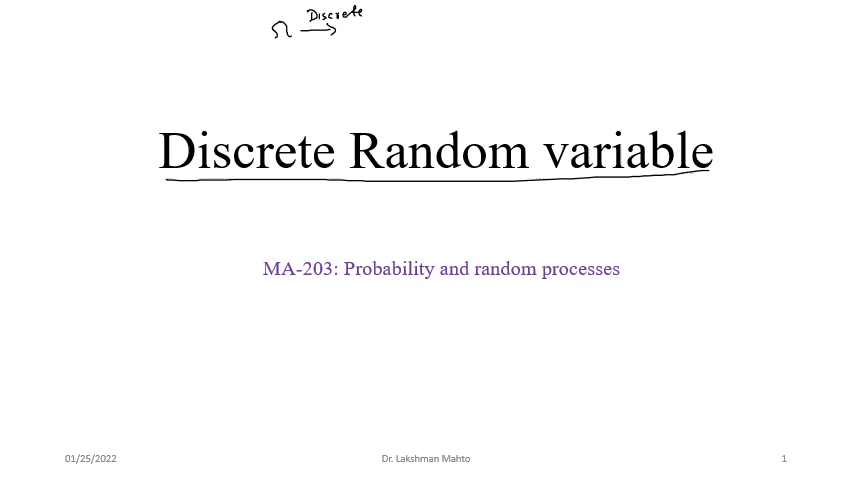 Discrete
Ω →
Discrete Random variable
MA-203: Probability and random processes
01/25/2022 Dr. Lakshman Mahto 1